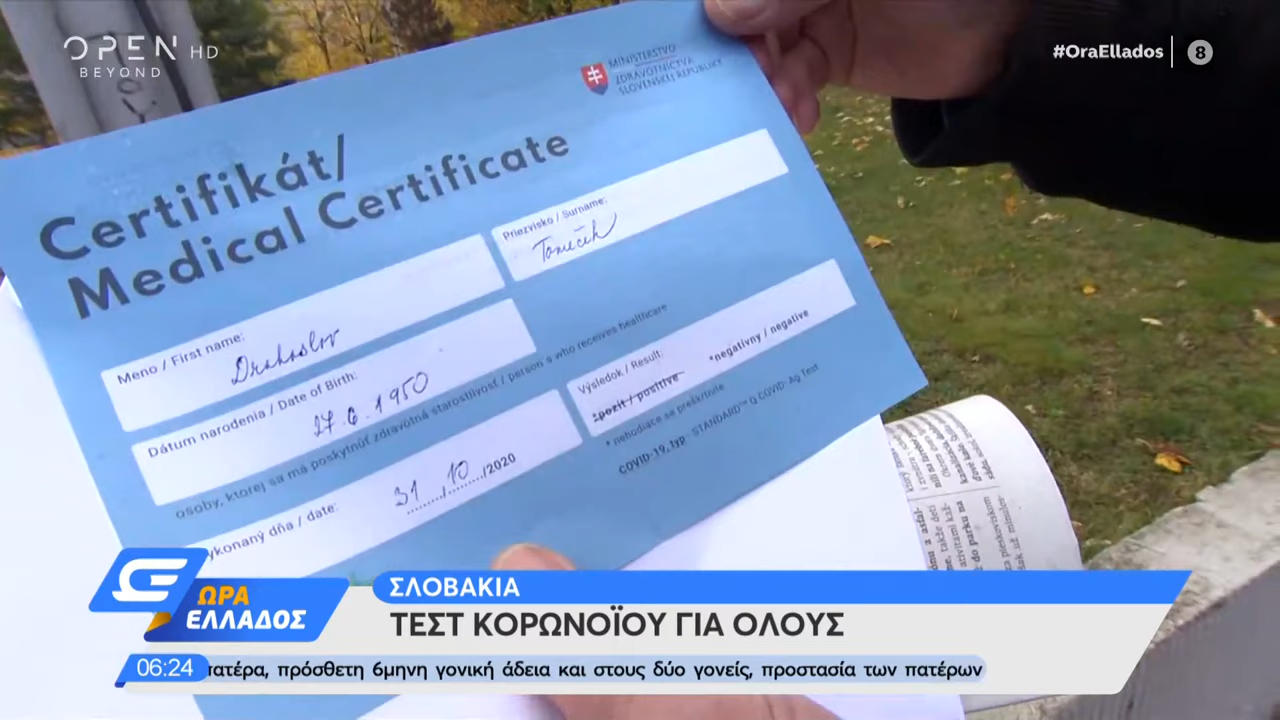 OPEN HD
BEYOND
#OraEllados 8
MINISTERSTVO
ZDRAVOTNÍCTVA
SLOVENSKEJ REPUBLIKY
Certifikát/
Medical Certificate
Meno / First name:
Drahoslav
Priezvisko / Surname:
Tomeček
Dátum narodenia / Date of Birth:
27.6.1950
osoby, ktorej sa má poskytnúť zdravotná starostlivosť / person s who receives healthcare
ykonaný dňa / date:
31/10/2020
Výsledok / Result:
*pozit / positive *negatívny / negative
* nehodiace sa preškrtnite
COVID-19, typ STANDARD™ Q COVID- Ag Test
ΩΡΑ
ΕΛΛΑΔΟΣ
ΣΛΟΒΑΚΙΑ
ΤΕΣΤ ΚΟΡΩΝΟΪΟΥ ΓΙΑ ΟΛΟΥΣ
06:24 πατέρα, πρόσθετη 6μηνη γονική άδεια και στους δύο γονείς, προστασία των πατέρων